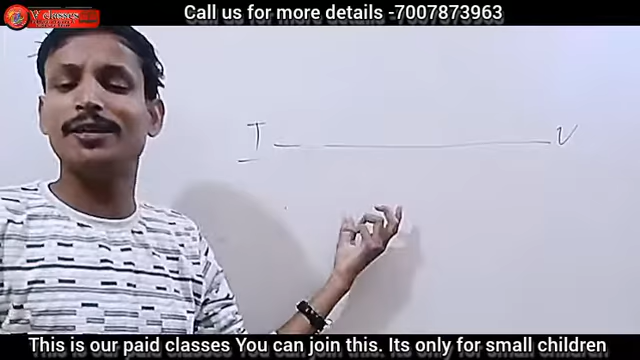 V classes
Call us for more details -7007873963
T V
This is our paid classes You can join this. Its only for small children